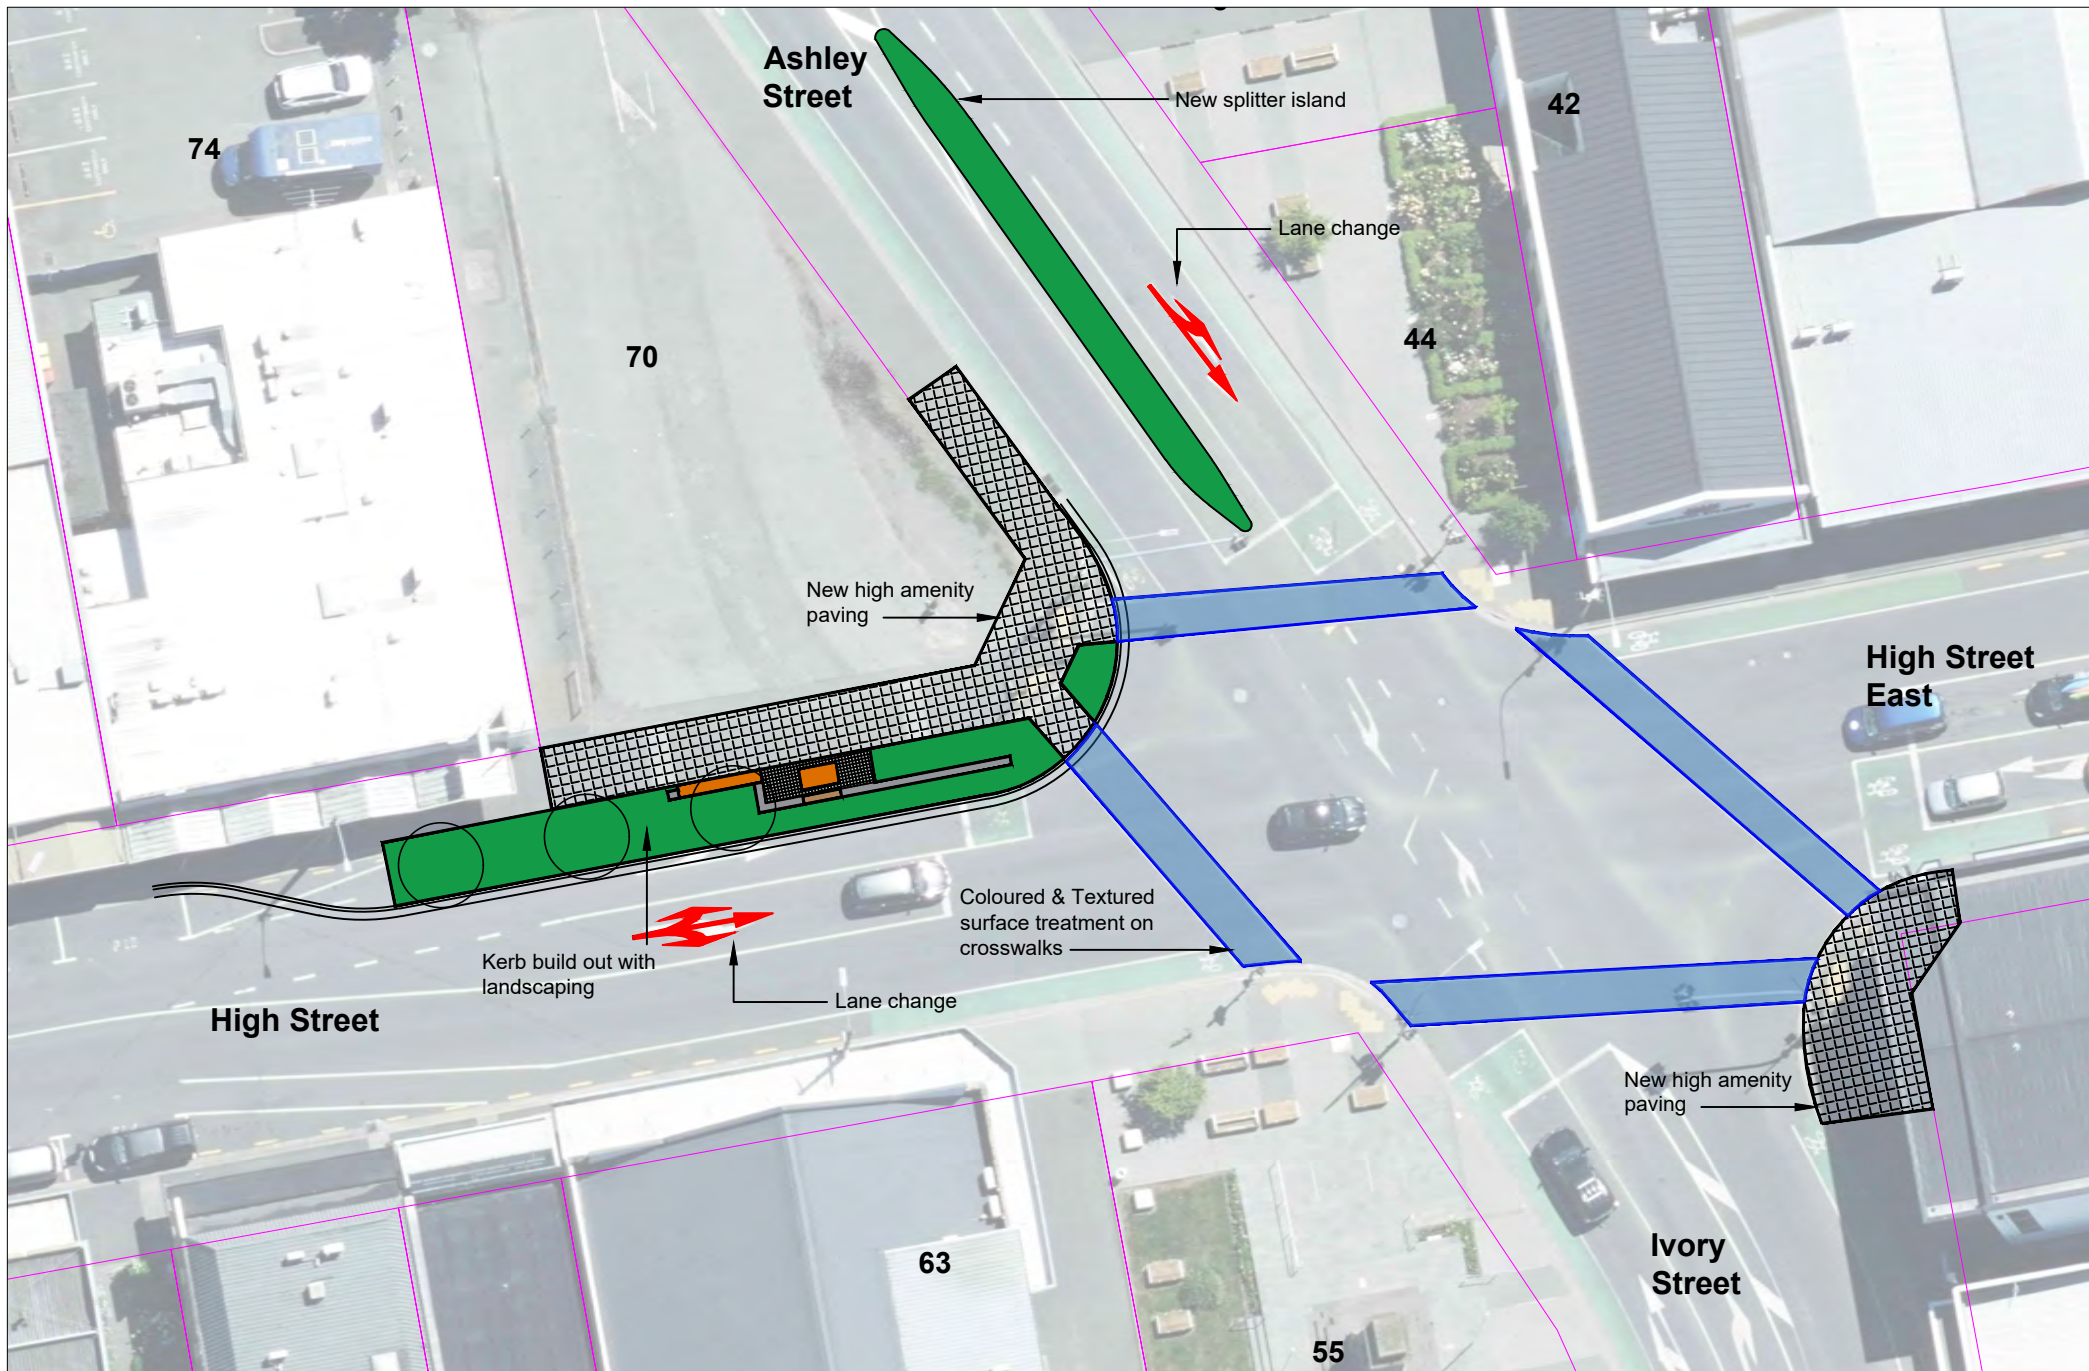 Ashley
Street
New splitter island
42
74
Lane change
44
70
New high amenity
paving
High Street
East
Coloured & Textured
surface treatment on
crosswalks
Kerb build out with
landscaping
Lane change
High Street
New high amenity
paving
Ivory
Street
63
55